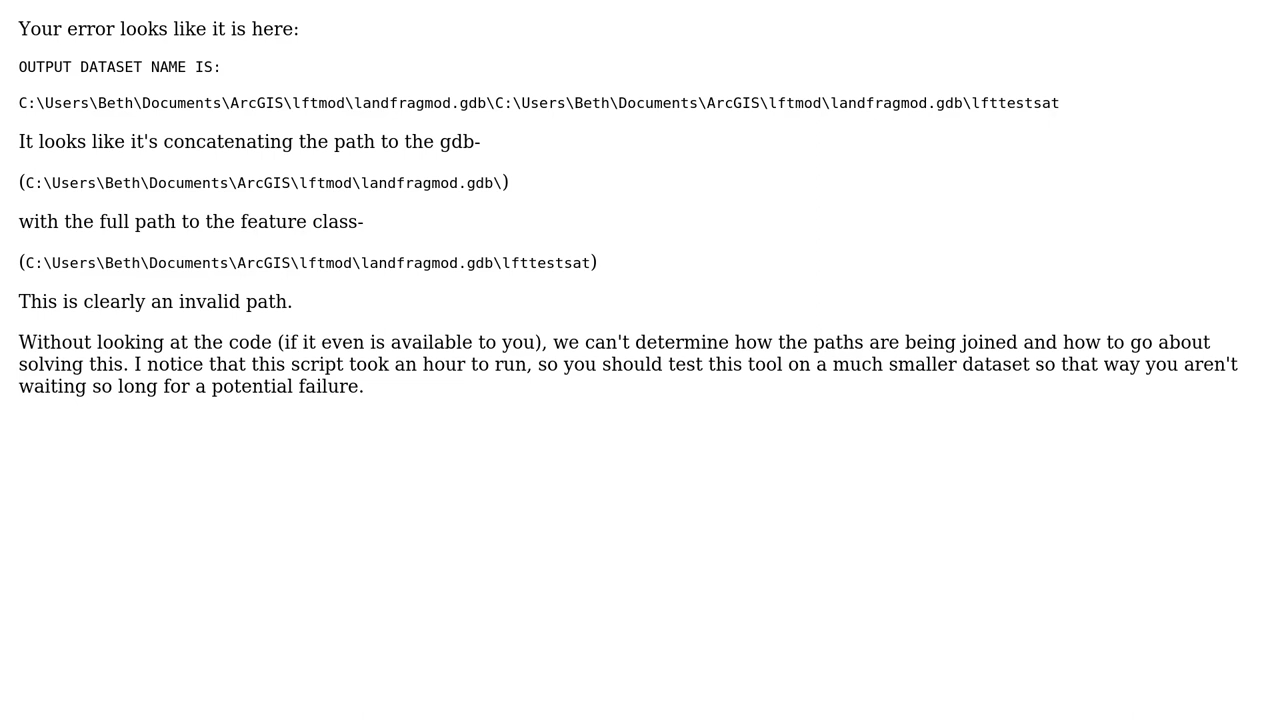 Your error looks like it is here:
OUTPUT DATASET NAME IS:
C:\Users\Beth\Documents\ArcGIS\lftmod\landfragmod.gdb\C:\Users\Beth\Documents\ArcGIS\lftmod\landfragmod.gdb\lfttestsat
It looks like it's concatenating the path to the gdb-
(C:\Users\Beth\Documents\ArcGIS\lftmod\landfragmod.gdb\)
with the full path to the feature class-
(C:\Users\Beth\Documents\ArcGIS\lftmod\landfragmod.gdb\lfttestsat)
This is clearly an invalid path.
Without looking at the code (if it even is available to you), we can't determine how the paths are being joined and how to go about
solving this. I notice that this script took an hour to run, so you should test this tool on a much smaller dataset so that way you aren't
waiting so long for a potential failure.